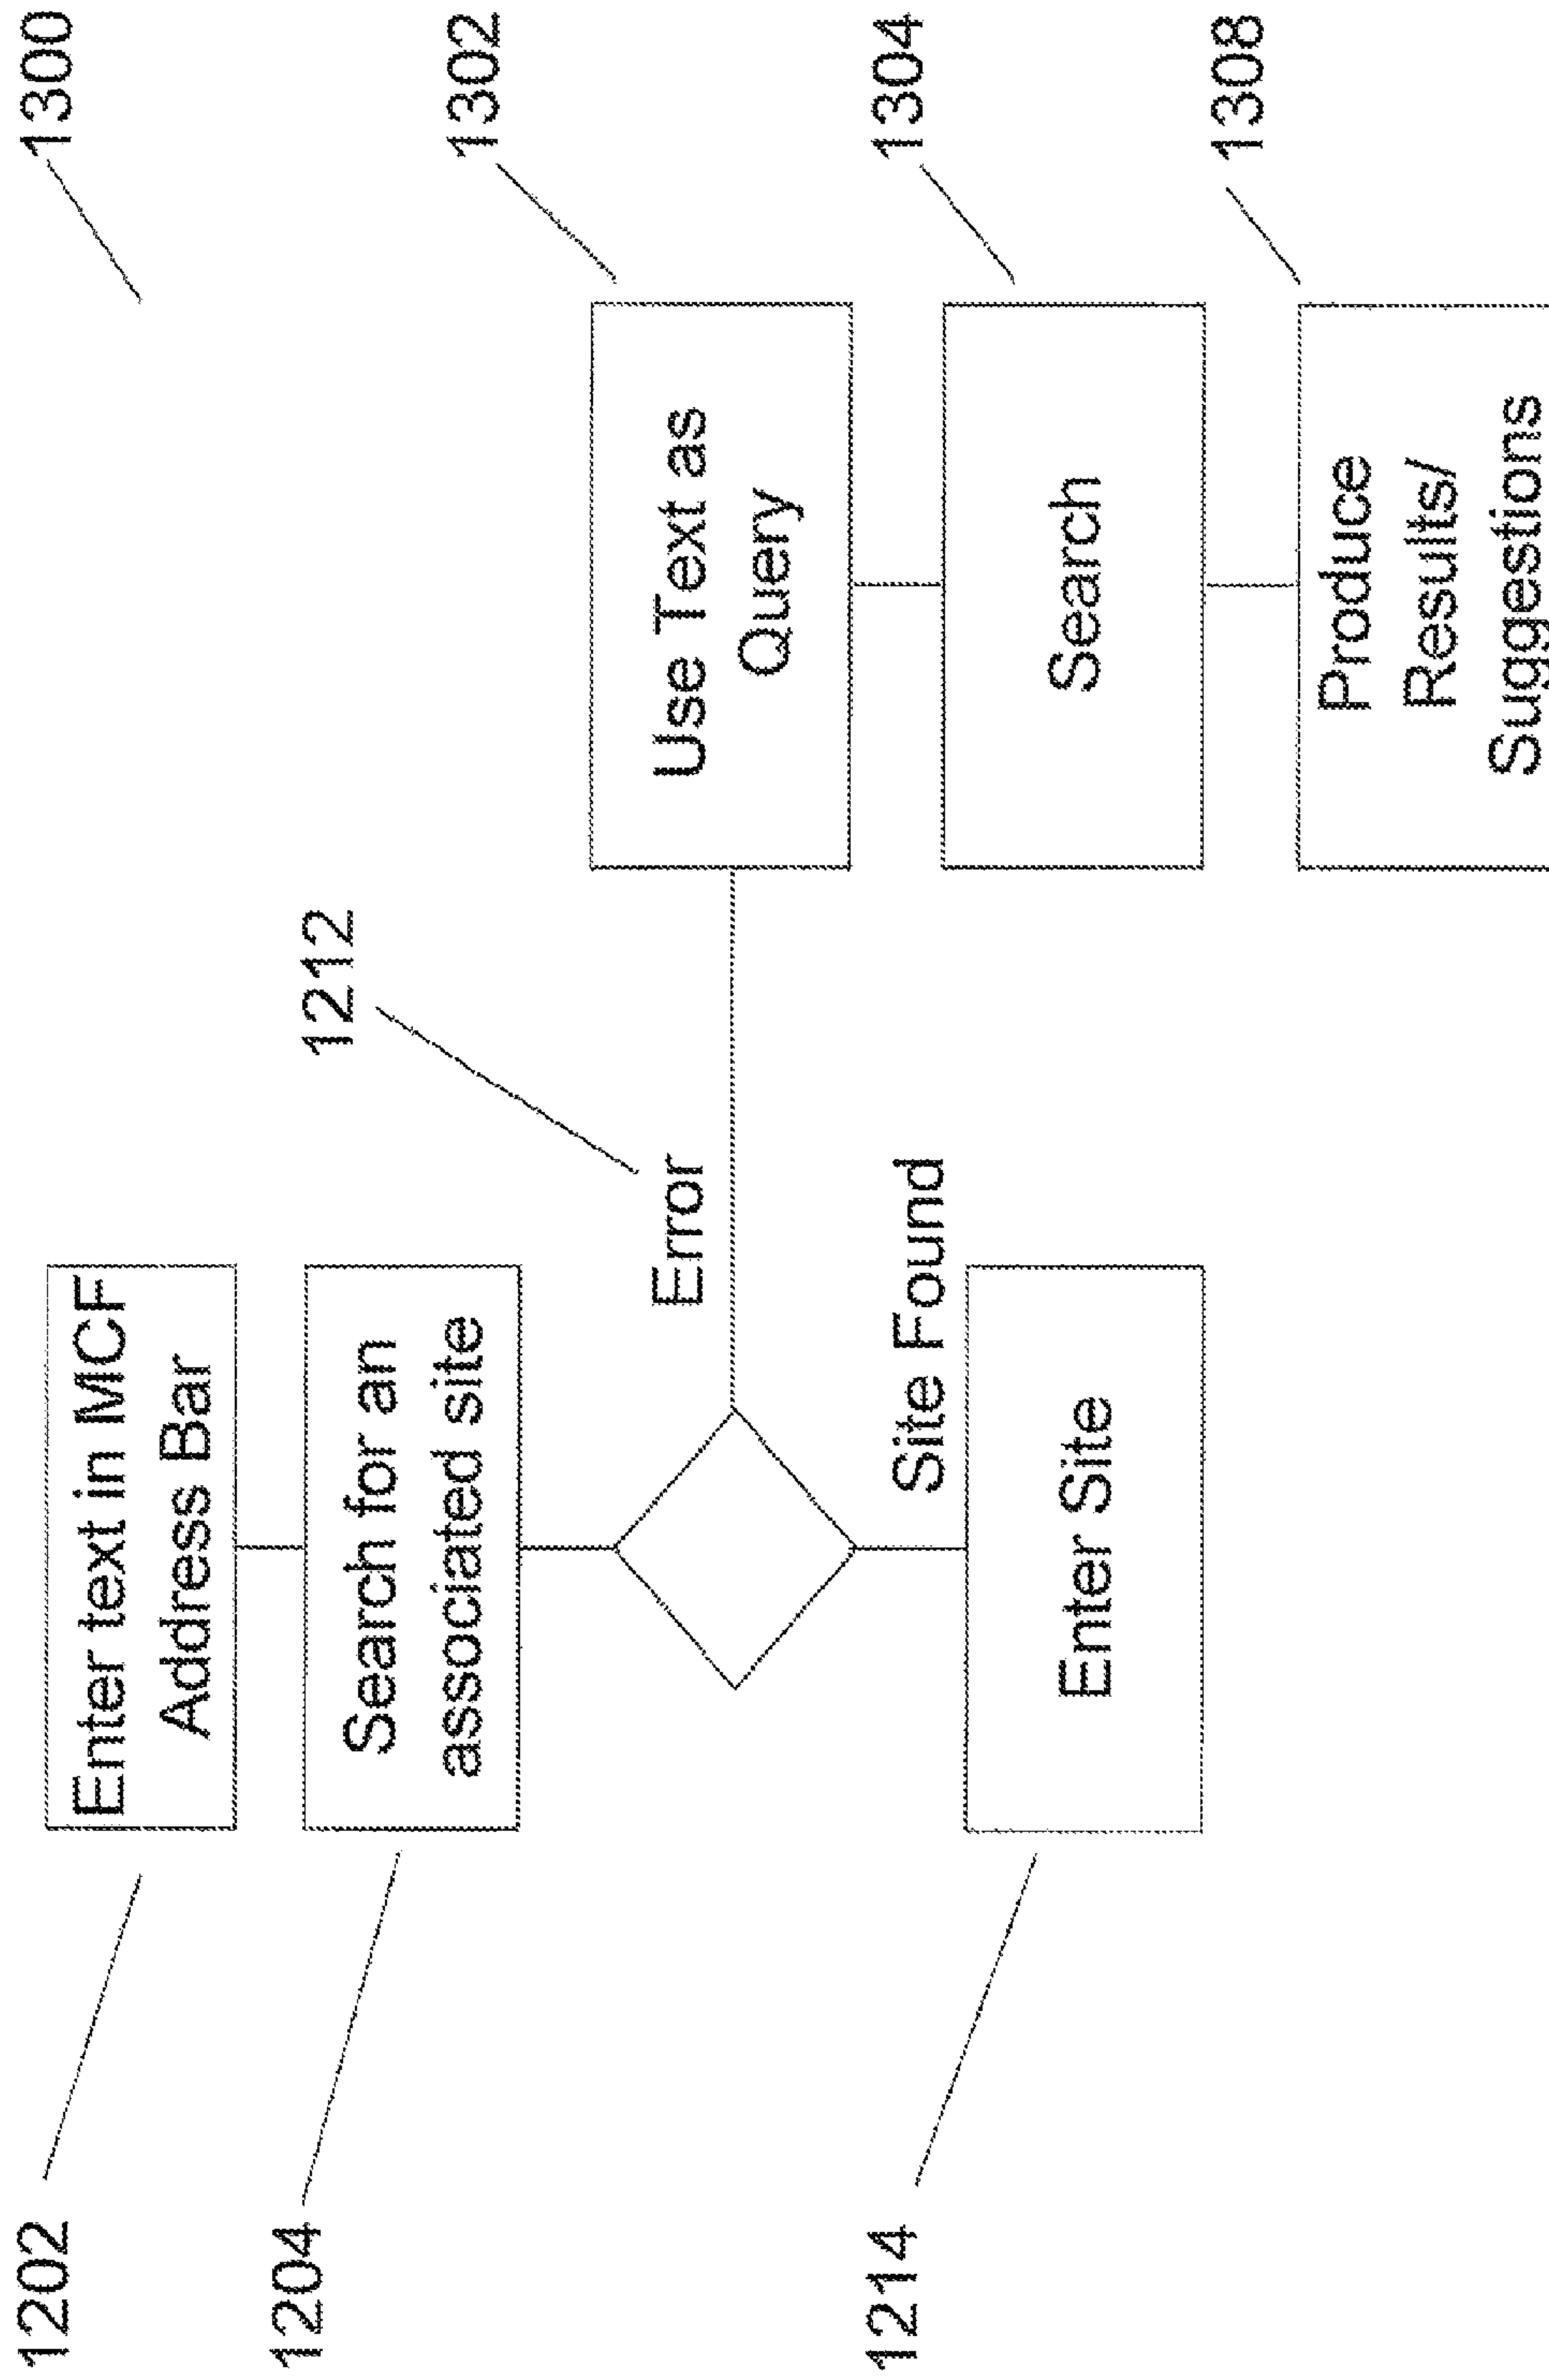 1300
1202
Enter text in MCF
Address Bar
1204
Search for an
associated site
1212
Error
1302
Use Text as
Query
Site Found
1304
Search
1214
Enter Site
1308
Produce
Results/
Suggestions